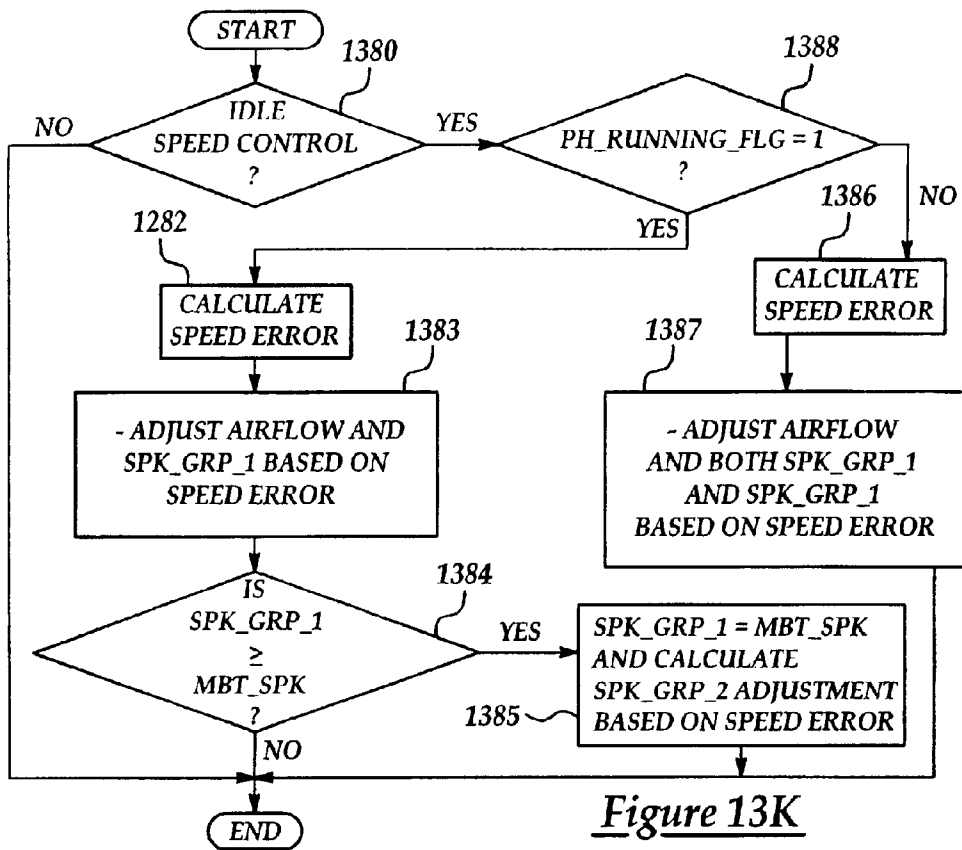 START
1380
IDLE
SPEED CONTROL
?
NO
YES
1388
PH_RUNNING_FLG = 1
?
YES
NO
1282
CALCULATE
SPEED ERROR
1386
CALCULATE
SPEED ERROR
1383
- ADJUST AIRFLOW AND
SPK_GRP_1 BASED ON
SPEED ERROR
1387
- ADJUST AIRFLOW
AND BOTH SPK_GRP_1
AND SPK_GRP_1
BASED ON SPEED ERROR
1384
IS
SPK_GRP_1
≥
MBT_SPK
?
YES
NO
SPK_GRP_1 = MBT_SPK
AND CALCULATE
SPK_GRP_2 ADJUSTMENT
BASED ON SPEED ERROR
1385
END
Figure 13K